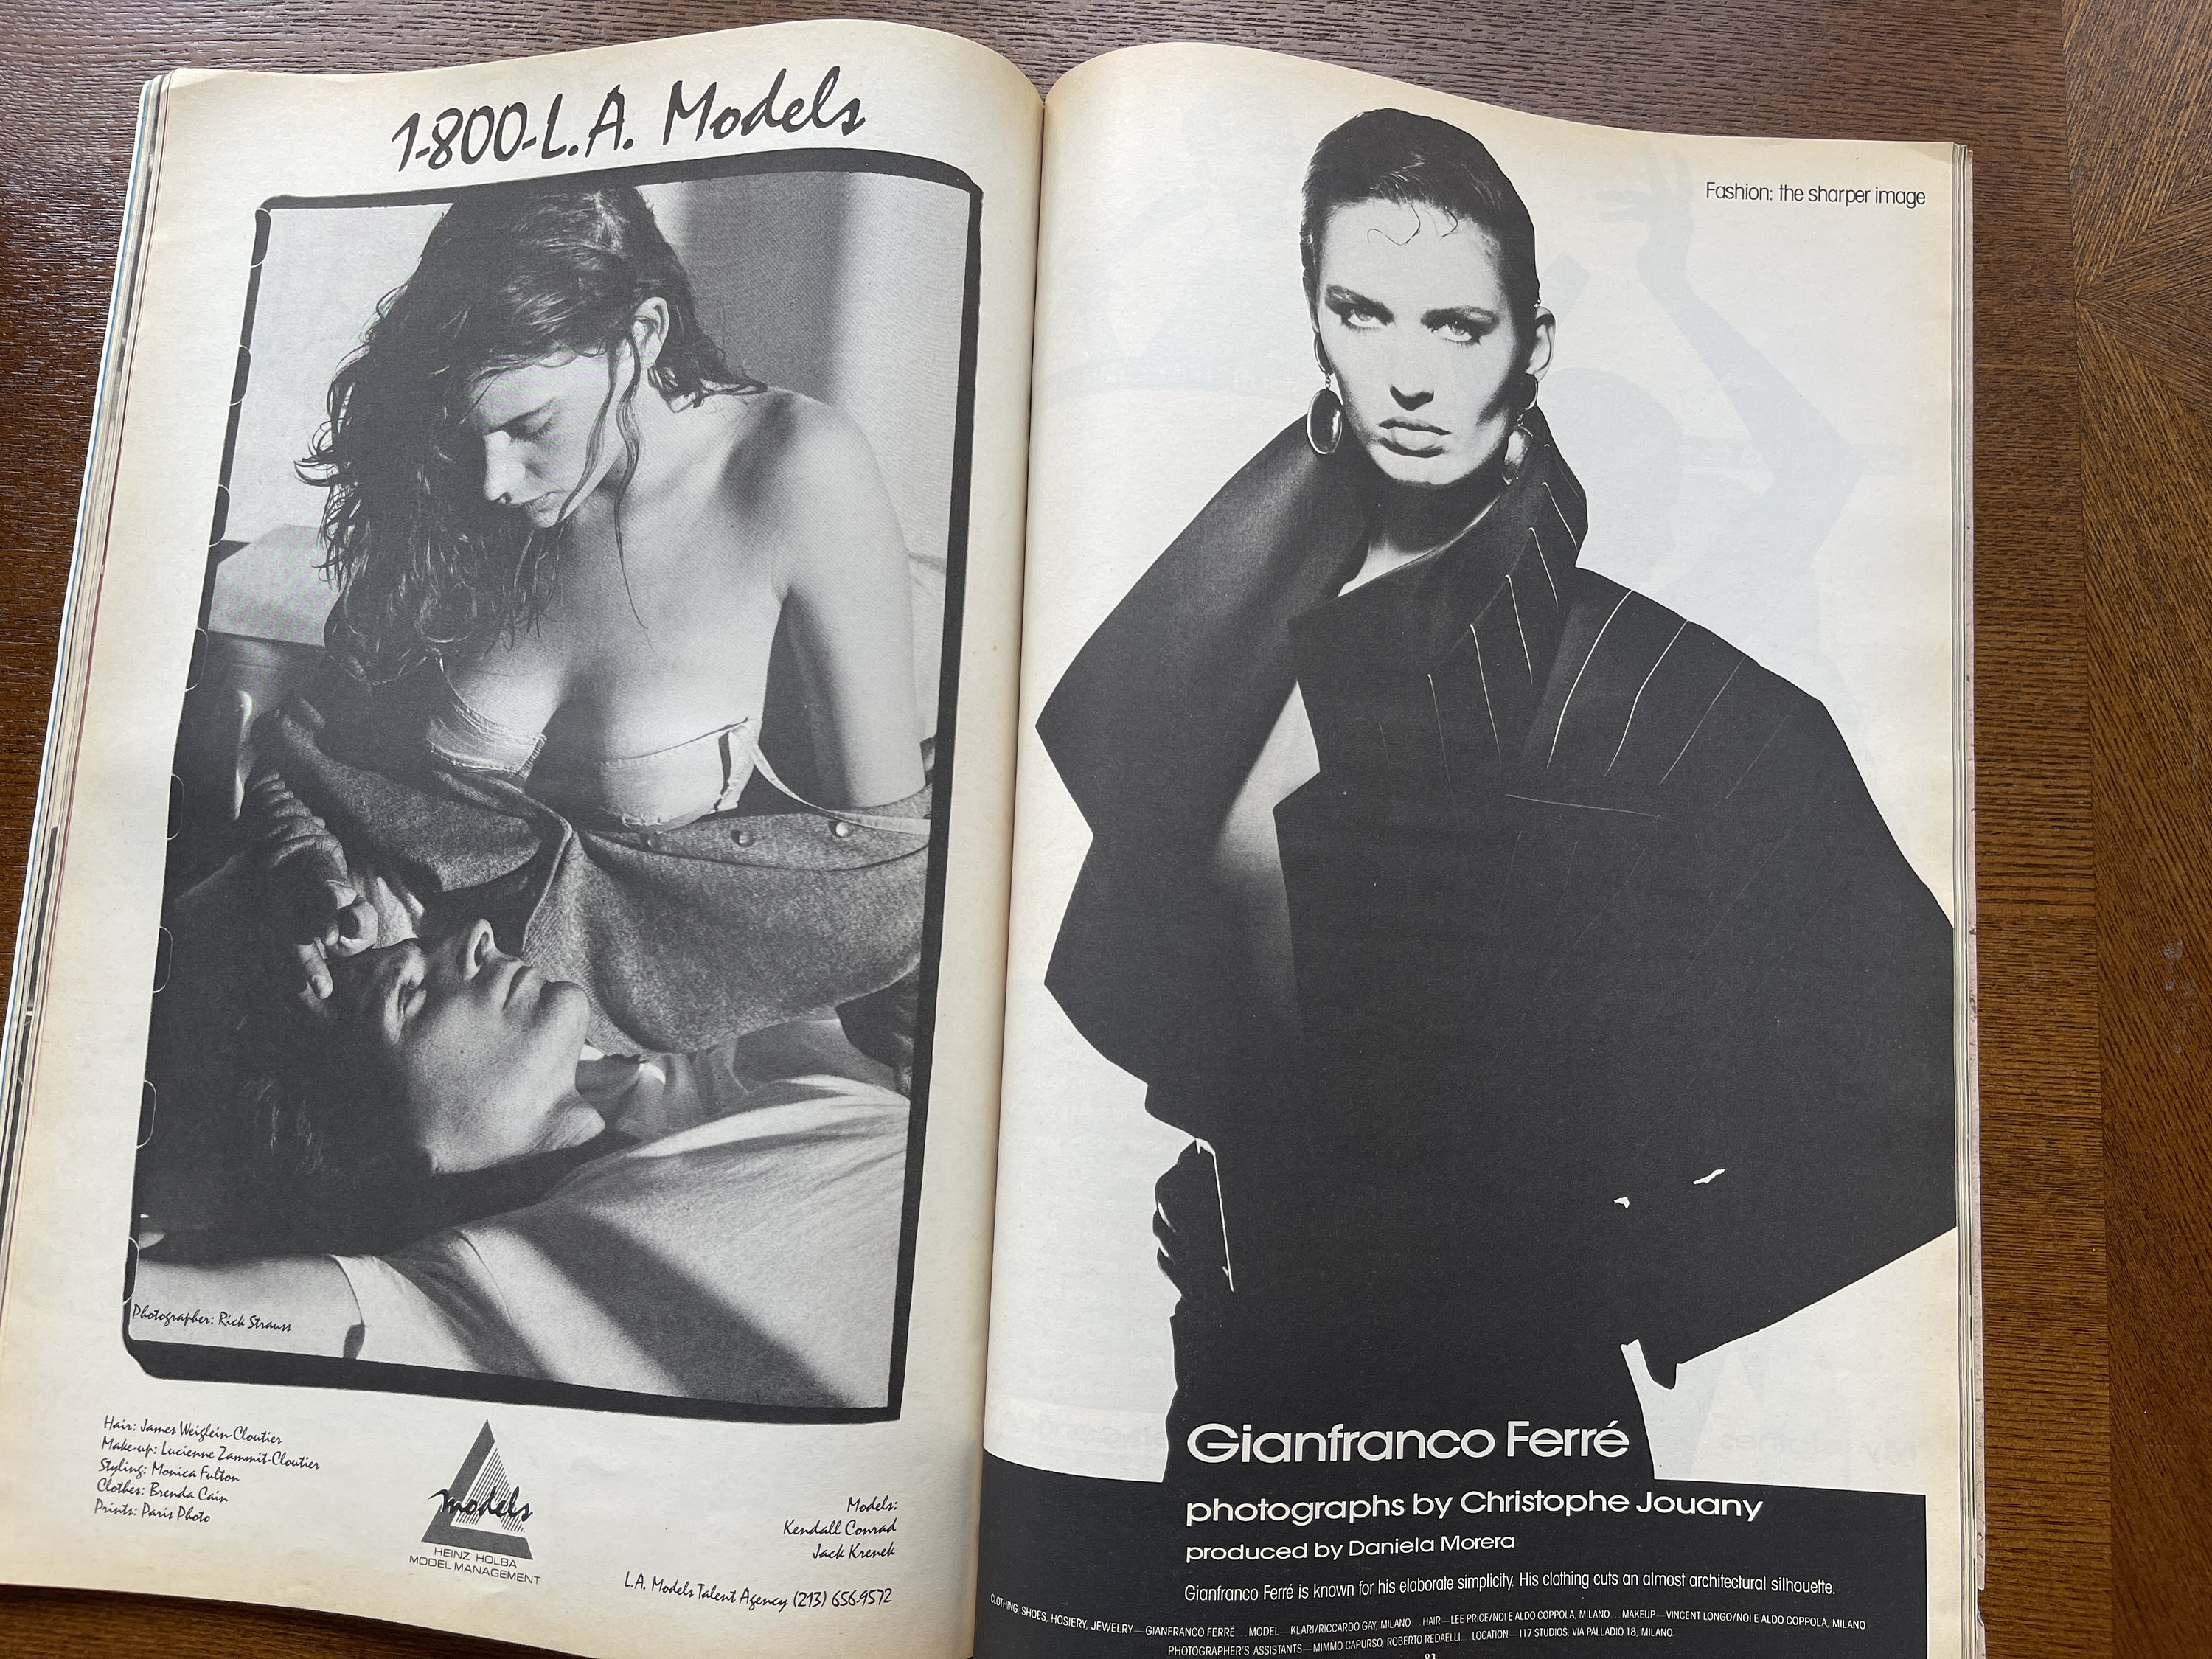 1-800-L.A. Models
Photographer: Rick Strauss
Hair: James Weiglein-Cloutier
Make-up: Lucienne Zammit-Cloutier
Styling: Monica Fulton
Clothes: Brenda Cain
Prints: Paris Photo
models
HEINZ HOLBA
MODEL MANAGEMENT
Models:
Kendall Conrad
Jack Krenek
L.A. Models Talent Agency (213) 656-9572
Fashion: the sharper image
Gianfranco Ferré
photographs by Christophe Jouany
produced by Daniela Morera
Gianfranco Ferré is known for his elaborate simplicity. His clothing cuts an almost architectural silhouette.
CLOTHING, SHOES, HOSIERY, JEWELRY—GIANFRANCO FERRÉ... MODEL—KLARI/RICCARDO GAY, MILANO... HAIR—LEE PRICE/NOI E ALDO COPPOLA, MILANO... MAKEUP—VINCENT LONGO/NOI E ALDO COPPOLA, MILANO
PHOTOGRAPHER'S ASSISTANTS—MIMMO CAPURSO, ROBERTO REDAELLI... LOCATION—117 STUDIOS, VIA PALLADIO 18, MILANO